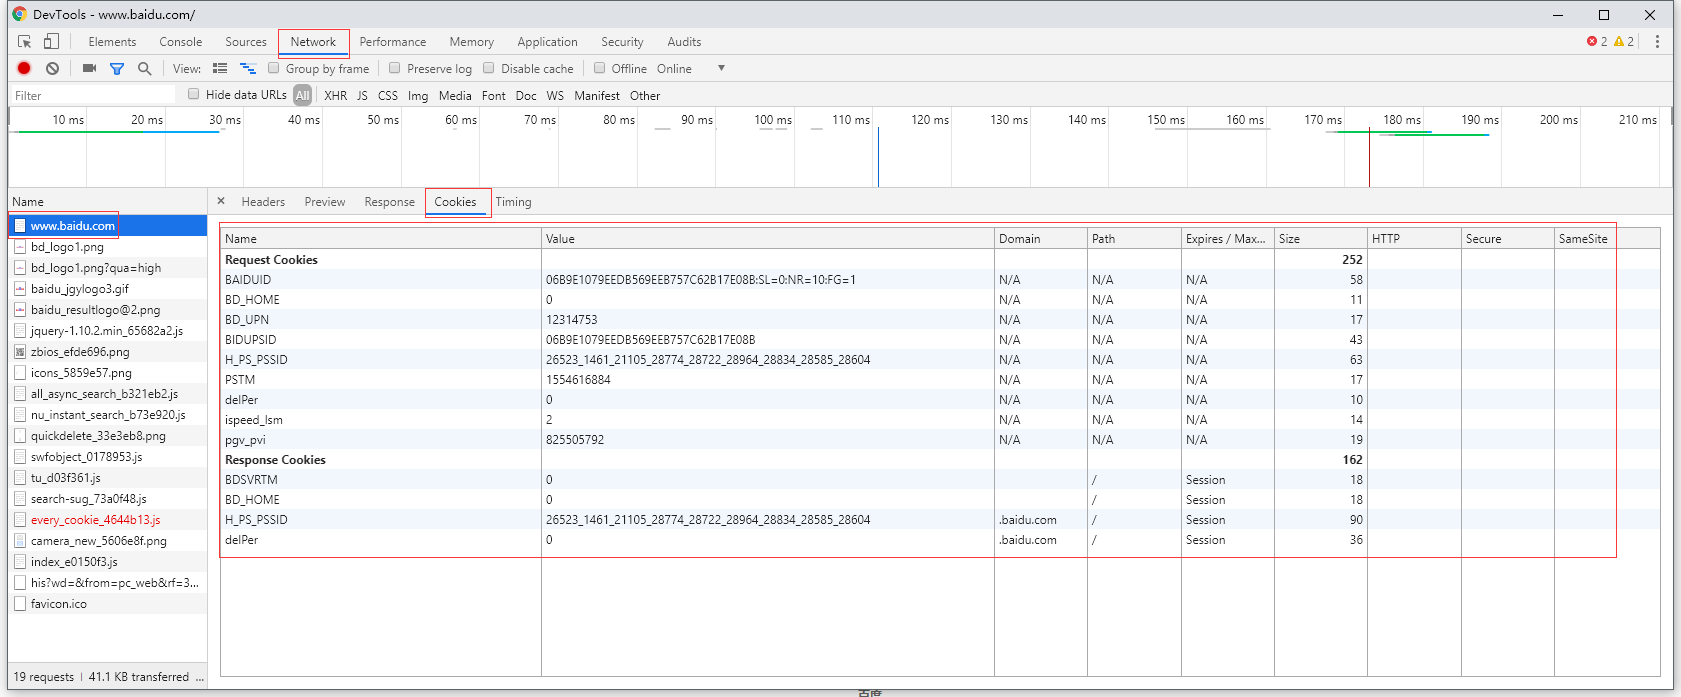 DevTools - www.baidu.com/
Elements Console Sources Network Performance Memory Application Security Audits 2 2
View: Group by frame Preserve log Disable cache Offline Online
Filter Hide data URLs All XHR JS CSS Img Media Font Doc WS Manifest Other
10 ms 20 ms 30 ms 40 ms 50 ms 60 ms 70 ms 80 ms 90 ms 100 ms 110 ms 120 ms 130 ms 140 ms 150 ms 160 ms 170 ms 180 ms 190 ms 200 ms 210 ms
Name
www.baidu.com
bd_logo1.png
bd_logo1.png?qua=high
baidu_jgylogo3.gif
baidu_resultlogo@2.png
jquery-1.10.2.min_65682a2.js
zbios_efde696.png
icons_5859e57.png
all_async_search_b321eb2.js
nu_instant_search_b73e920.js
quickdelete_33e3eb8.png
swfobject_0178953.js
tu_d03f361.js
search-sug_73a0f48.js
every_cookie_4644b13.js
camera_new_5606e8f.png
index_e0150f3.js
his?wd=&from=pc_web&rf=3...
favicon.ico
19 requests | 41.1 KB transferred ...
× Headers Preview Response Cookies Timing
Name Value Domain Path Expires / Max... Size HTTP Secure SameSite
Request Cookies 252
BAIDUID 06B9E1079EEDB569EEB757C62B17E08B:SL=0:NR=10:FG=1 N/A N/A N/A 58
BD_HOME 0 N/A N/A N/A 11
BD_UPN 12314753 N/A N/A N/A 17
BIDUPSID 06B9E1079EEDB569EEB757C62B17E08B N/A N/A N/A 43
H_PS_PSSID 26523_1461_21105_28774_28722_28964_28834_28585_28604 N/A N/A N/A 63
PSTM 1554616884 N/A N/A N/A 17
delPer 0 N/A N/A N/A 10
ispeed_lsm 2 N/A N/A N/A 14
pgv_pvi 825505792 N/A N/A N/A 19
Response Cookies 162
BDSVRTM 0 / Session 18
BD_HOME 0 / Session 18
H_PS_PSSID 26523_1461_21105_28774_28722_28964_28834_28585_28604 .baidu.com / Session 90
delPer 0 .baidu.com / Session 36